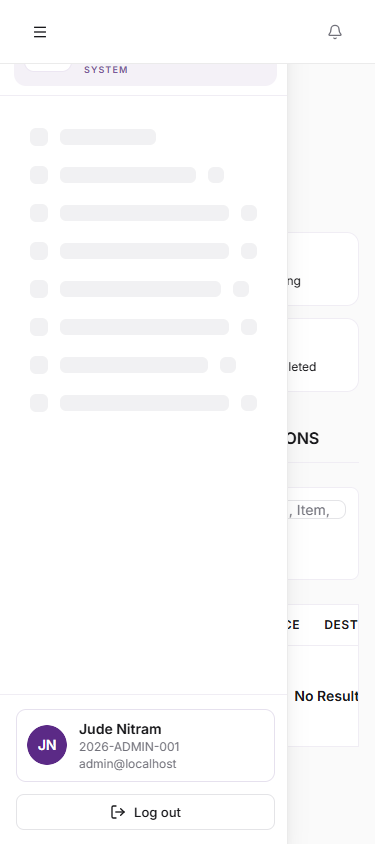 SYSTEM
ng
leted
ONS
, Item,
CE DEST
No Result
JN
Jude Nitram
2026-ADMIN-001
admin@localhost
Log out